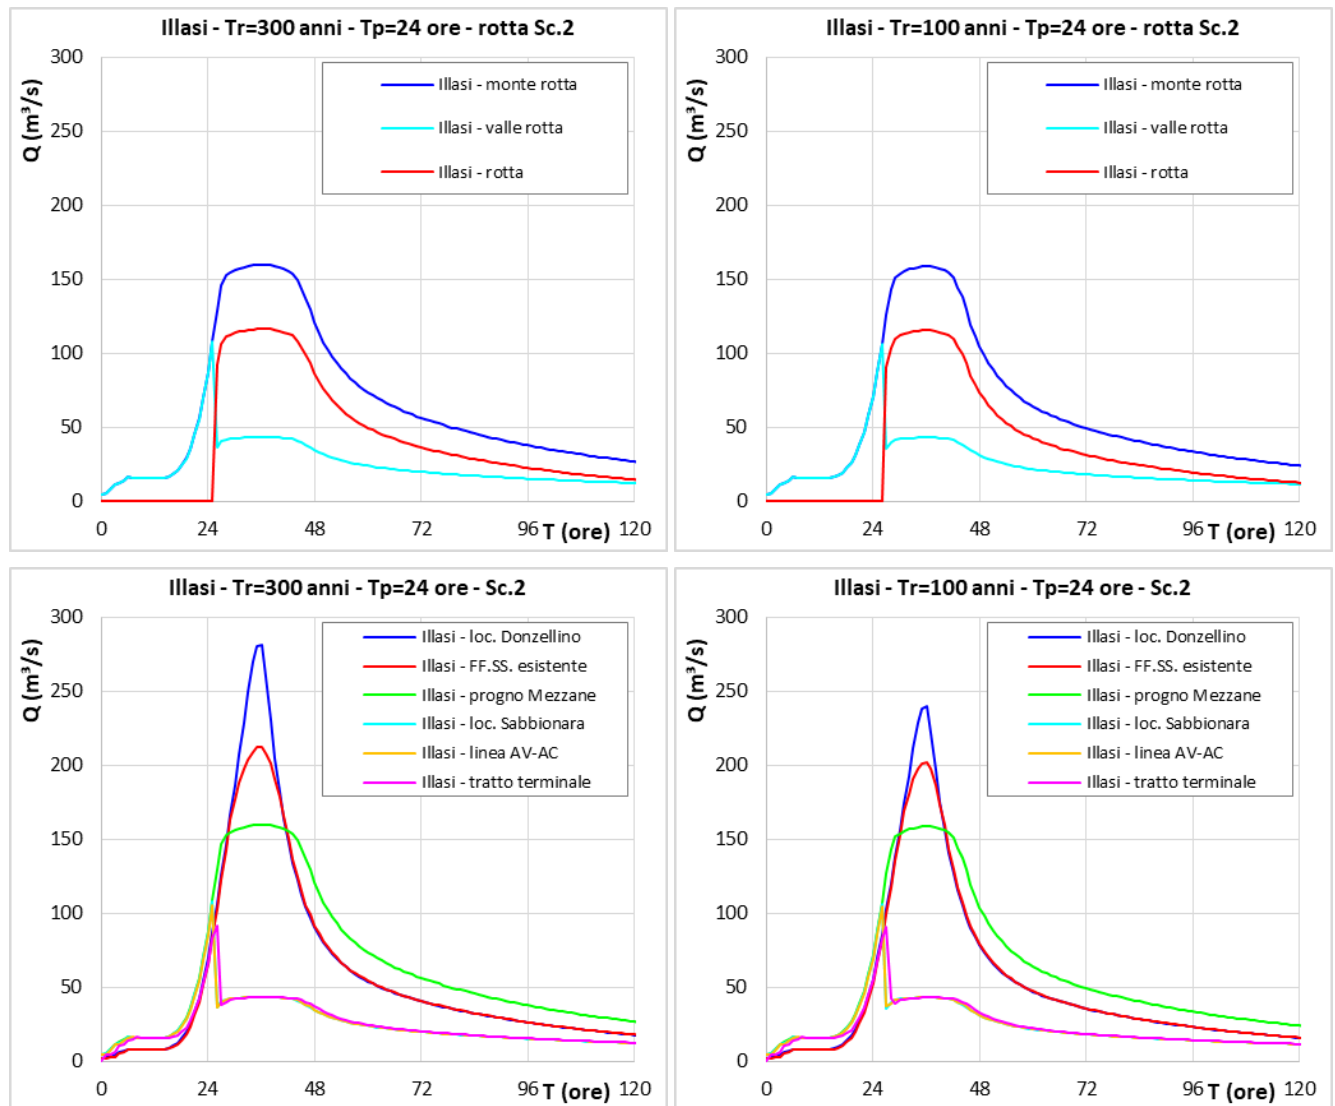 Illasi - Tr=300 anni - Tp=24 ore - rotta Sc.2
Q (m³/s)
300
250
200
150
100
50
0
Illasi - monte rotta
Illasi - valle rotta
Illasi - rotta
0 24 48 72 96 T (ore) 120
Illasi - Tr=100 anni - Tp=24 ore - rotta Sc.2
Q (m³/s)
300
250
200
150
100
50
0
Illasi - monte rotta
Illasi - valle rotta
Illasi - rotta
0 24 48 72 96 T (ore) 120
Illasi - Tr=300 anni - Tp=24 ore - Sc.2
Q (m³/s)
300
250
200
150
100
50
0
Illasi - loc. Donzellino
Illasi - FF.SS. esistente
Illasi - progno Mezzane
Illasi - loc. Sabbionara
Illasi - linea AV-AC
Illasi - tratto terminale
0 24 48 72 96 T (ore) 120
Illasi - Tr=100 anni - Tp=24 ore - Sc.2
Q (m³/s)
300
250
200
150
100
50
0
Illasi - loc. Donzellino
Illasi - FF.SS. esistente
Illasi - progno Mezzane
Illasi - loc. Sabbionara
Illasi - linea AV-AC
Illasi - tratto terminale
0 24 48 72 96 T (ore) 120